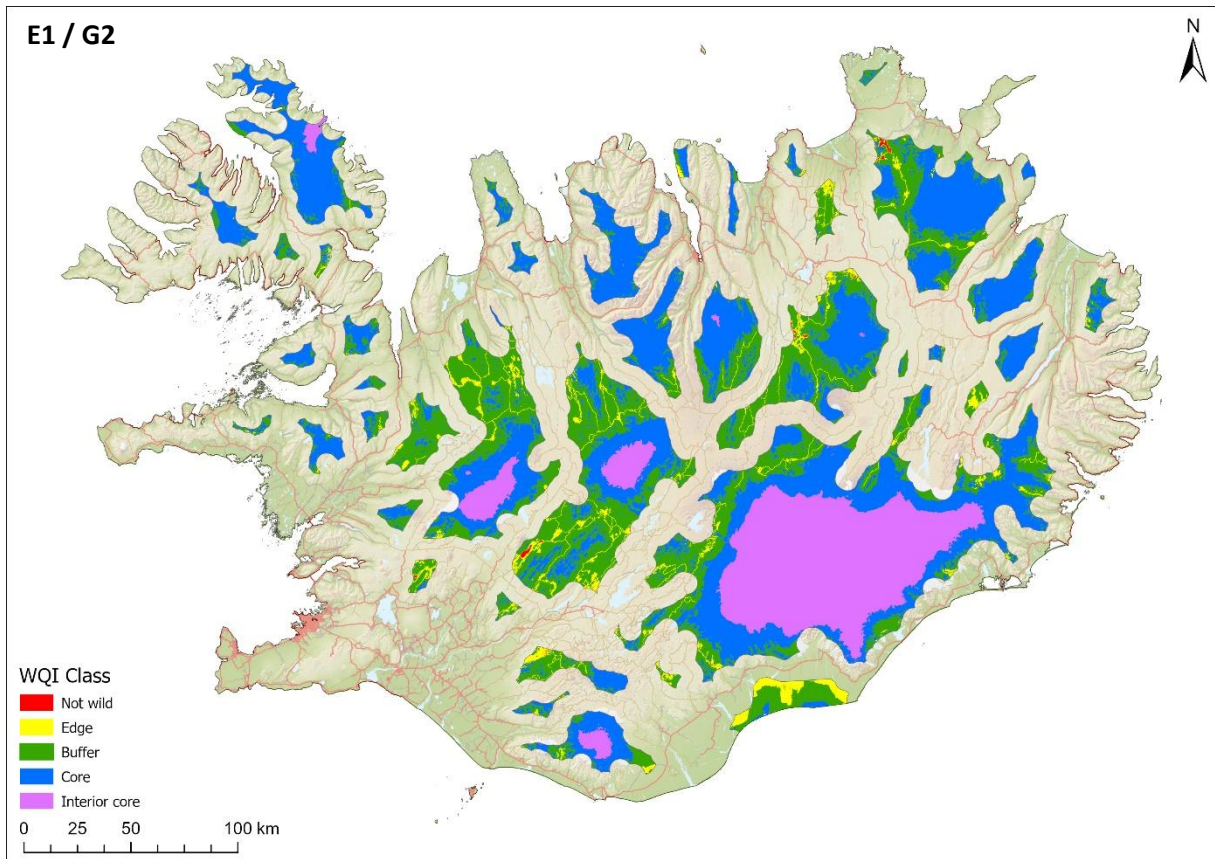 E1 / G2
N
WQI Class
Not wild
Edge
Buffer
Core
Interior core
0 25 50 100 km